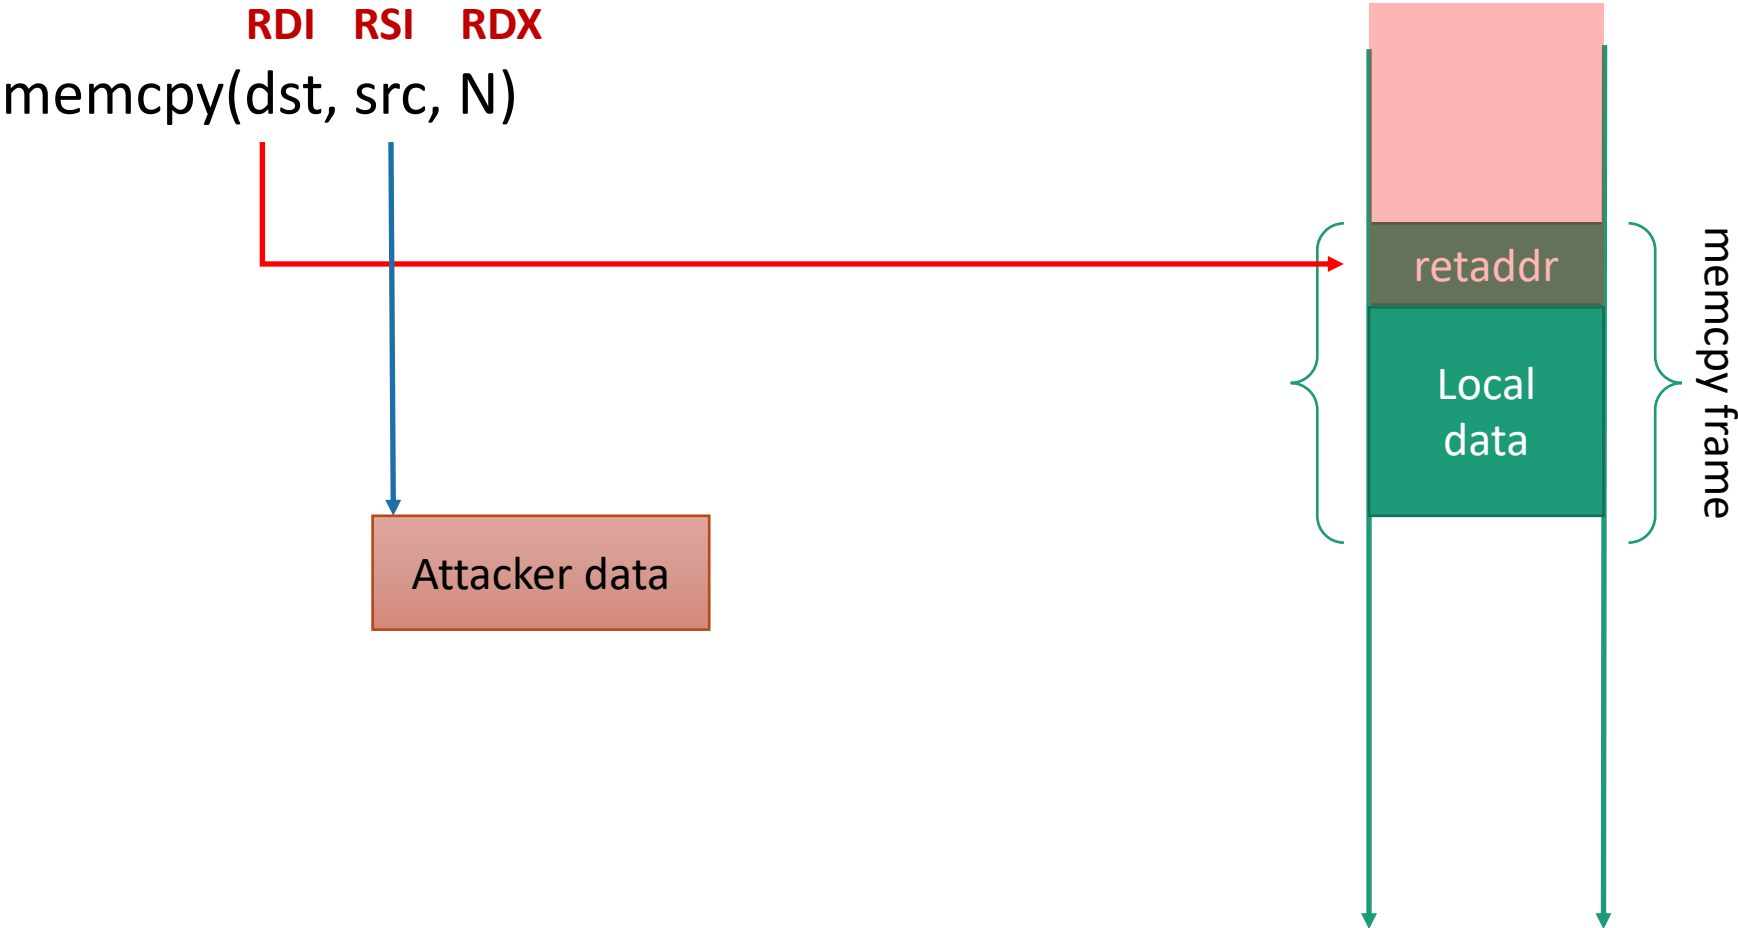 RDI RSI RDX
memcpy(dst, src, N)
retaddr
Local
data
memcpy frame
Attacker data